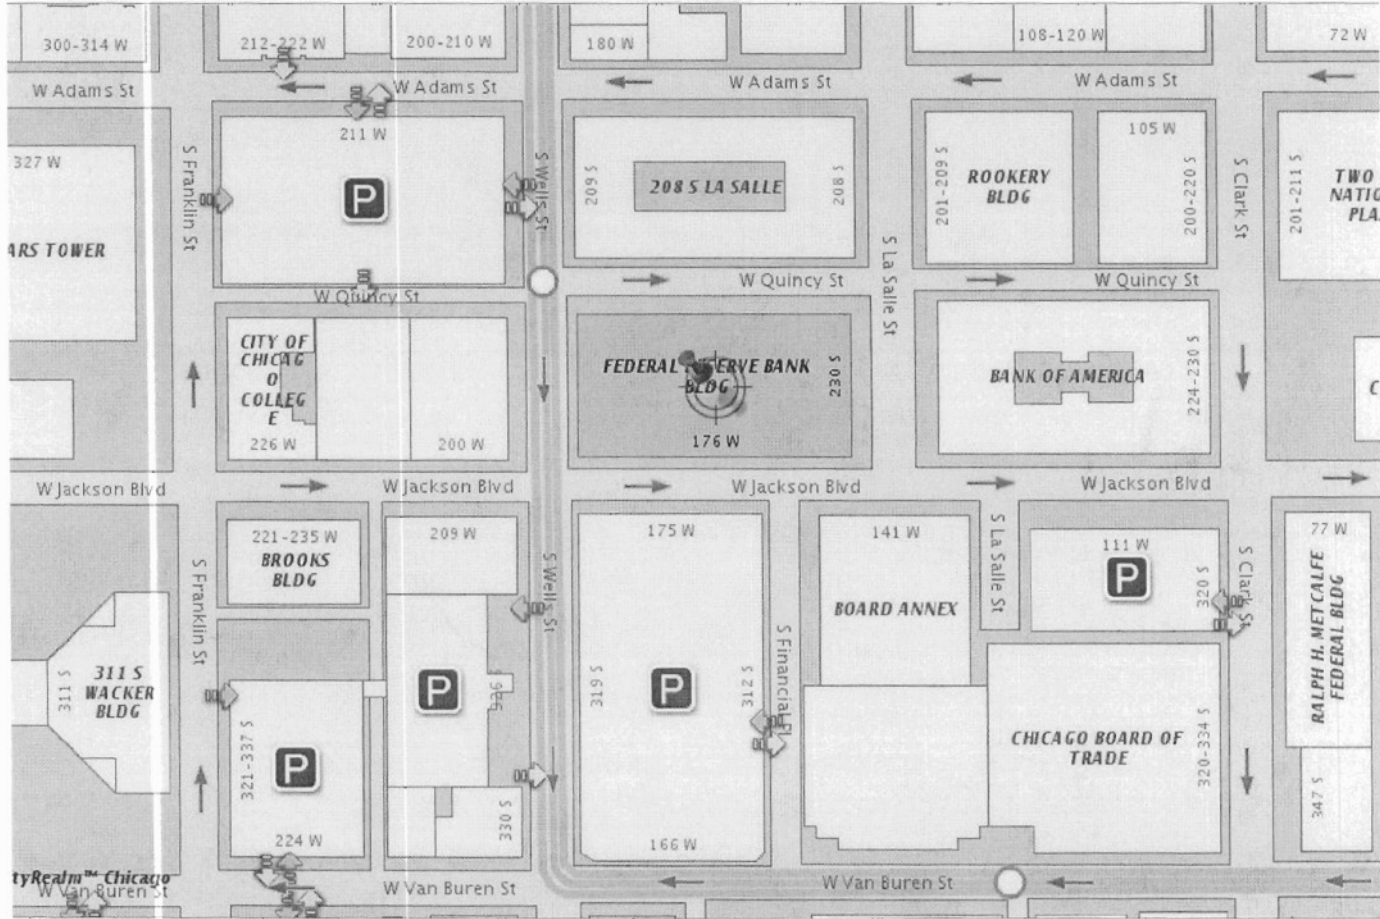 300-314 W
212-222 W
200-210 W
180 W
108-120 W
72 W
W Adams St
W Adams St
W Adams St
W Adams St
327 W
211 W
105 W
S Franklin St
P
S Wells St
209 S
208 S LA SALLE
208 S
201-209 S
ROOKERY
BLDG
200-220 S
S Clark St
201-211 S
TWO
NATIO
PLA
ARS TOWER
S La Salle St
W Quincy St
W Quincy St
W Quincy St
CITY OF
CHICAG
O
COLLEG
E
226 W
200 W
FEDERAL RESERVE BANK
BLDG
230 S
176 W
BANK OF AMERICA
224-230 S
C
W Jackson Blvd
W Jackson Blvd
W Jackson Blvd
W Jackson Blvd
221-235 W
BROOKS
BLDG
209 W
175 W
141 W
111 W
77 W
S Franklin St
S Wells St
S La Salle St
P
320 S
S Clark St
RALPH H. METCALFE
FEDERAL BLDG
BOARD ANNEX
311 S
311 S
WACKER
BLDG
P
319 S
P
312 S
S Financial Pl
321-337 S
P
CHICAGO BOARD OF
TRADE
320-334 S
347 S
330 S
224 W
166 W
tyRealm™ Chicago
W Van Buren St
W Van Buren St
W Van Buren St